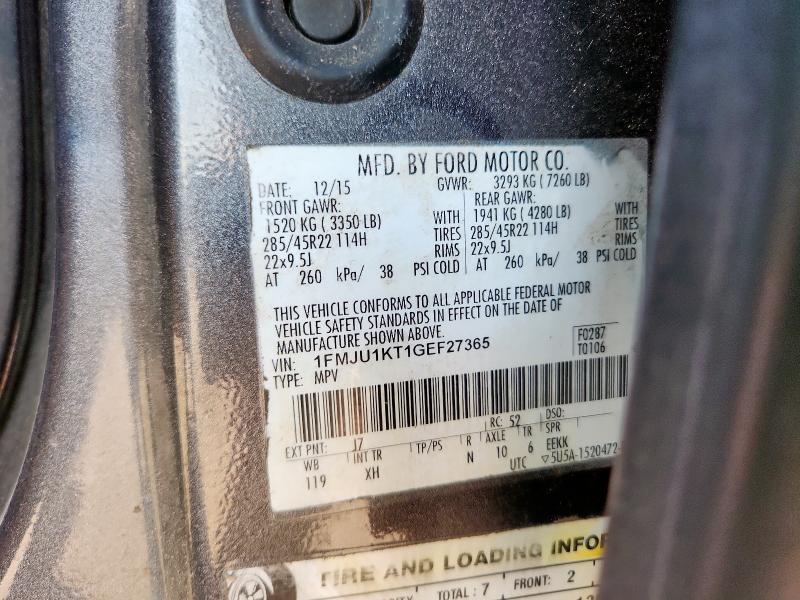 MFD. BY FORD MOTOR CO.
DATE: 12/15 GVWR: 3293 KG (7260 LB)
FRONT GAWR: REAR GAWR:
1520 KG (3350 LB) WITH 1941 KG (4280 LB) WITH
285/45R22 114H TIRES 285/45R22 114H TIRES
22x9.5J RIMS 22x9.5J RIMS
AT 260 kPa/ 38 PSI COLD AT 260 kPa/ 38 PSI COLD
THIS VEHICLE CONFORMS TO ALL APPLICABLE FEDERAL MOTOR
VEHICLE SAFETY STANDARDS IN EFFECT ON THE DATE OF
MANUFACTURE SHOWN ABOVE.
VIN: 1FMJU1KT1GEF27365 F0287
TYPE: MPV T0106
EXT PNT: J7 RC: 52 DSO:
WB INT TR TP/PS R AXLE TR SPR
119 XH N 10 6 EEKK
UTC ▽5U5A-1520472-
TIRE AND LOADING INFOR
TOTAL: 7 FRONT: 2